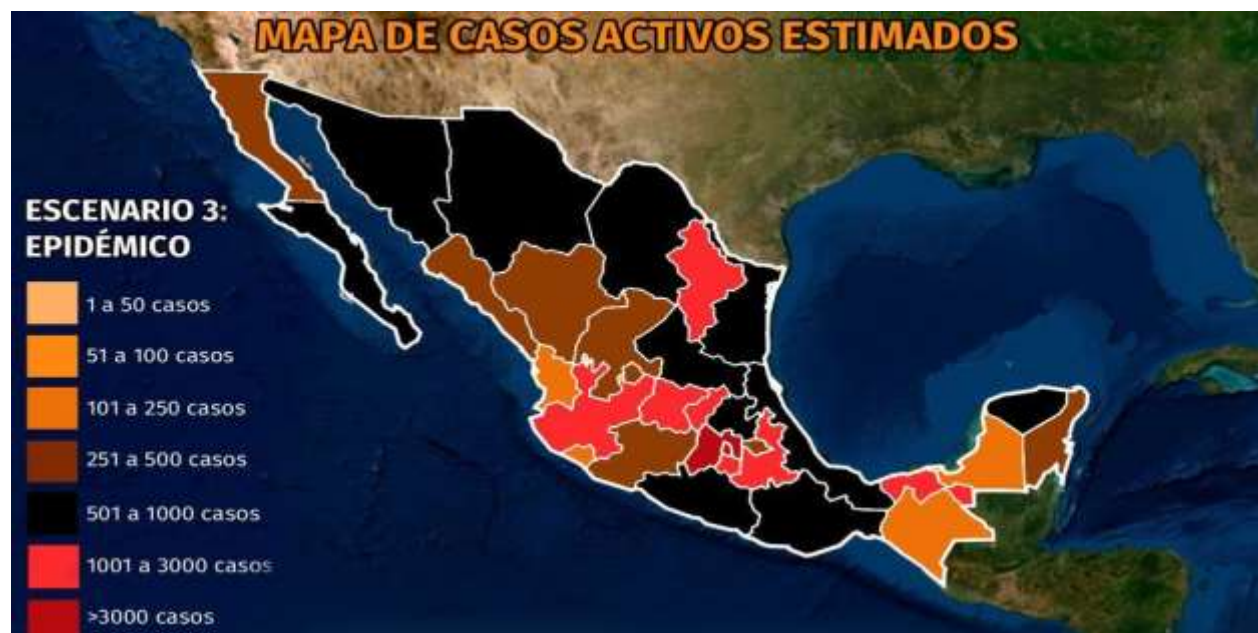 MAPA DE CASOS ACTIVOS ESTIMADOS
ESCENARIO 3:
EPIDÉMICO
1 a 50 casos
51 a 100 casos
101 a 250 casos
251 a 500 casos
501 a 1000 casos
1001 a 3000 casos
>3000 casos